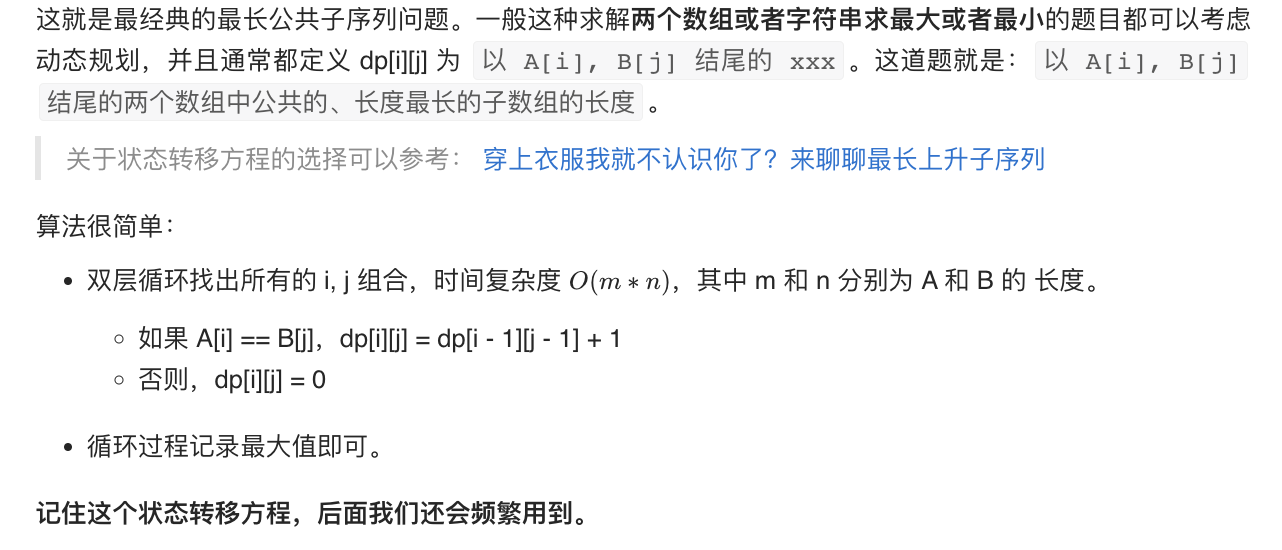 这就是最经典的最长公共子序列问题。一般这种求解两个数组或者字符串求最大或者最小的题目都可以考虑
动态规划，并且通常都定义 dp[i][j] 为 以 A[i], B[j] 结尾的 xxx 。这道题就是： 以 A[i], B[j]
结尾的两个数组中公共的、长度最长的子数组的长度 。
关于状态转移方程的选择可以参考： 穿上衣服我就不认识你了？来聊聊最长上升子序列
算法很简单：
• 双层循环找出所有的 i, j 组合，时间复杂度 O(m * n)，其中 m 和 n 分别为 A 和 B 的 长度。
◦ 如果 A[i] == B[j]，dp[i][j] = dp[i - 1][j - 1] + 1
◦ 否则，dp[i][j] = 0
• 循环过程记录最大值即可。
记住这个状态转移方程，后面我们还会频繁用到。